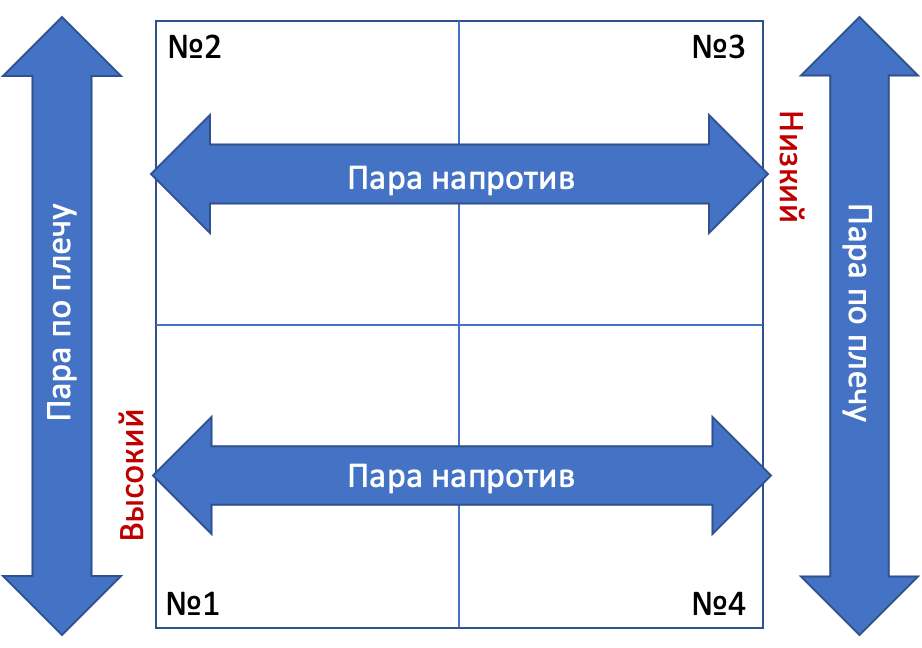 №2
№3
Пара напротив
Низкий
Пара по плечу
Пара по плечу
Высокий
Пара напротив
№1
№4